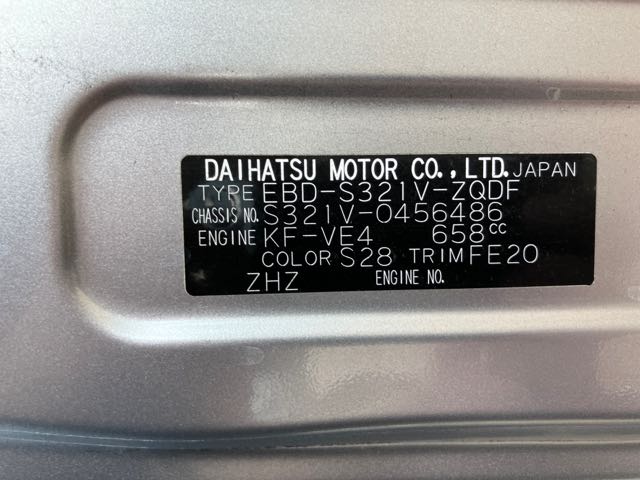 DAIHATSU MOTOR CO.,LTD. JAPAN
TYPE EBD-S321V-ZQDF
CHASSIS NO. S321V-0456486
ENGINE KF-VE4 658cc
COLOR S28 TRIM FE20
ZHZ ENGINE NO.